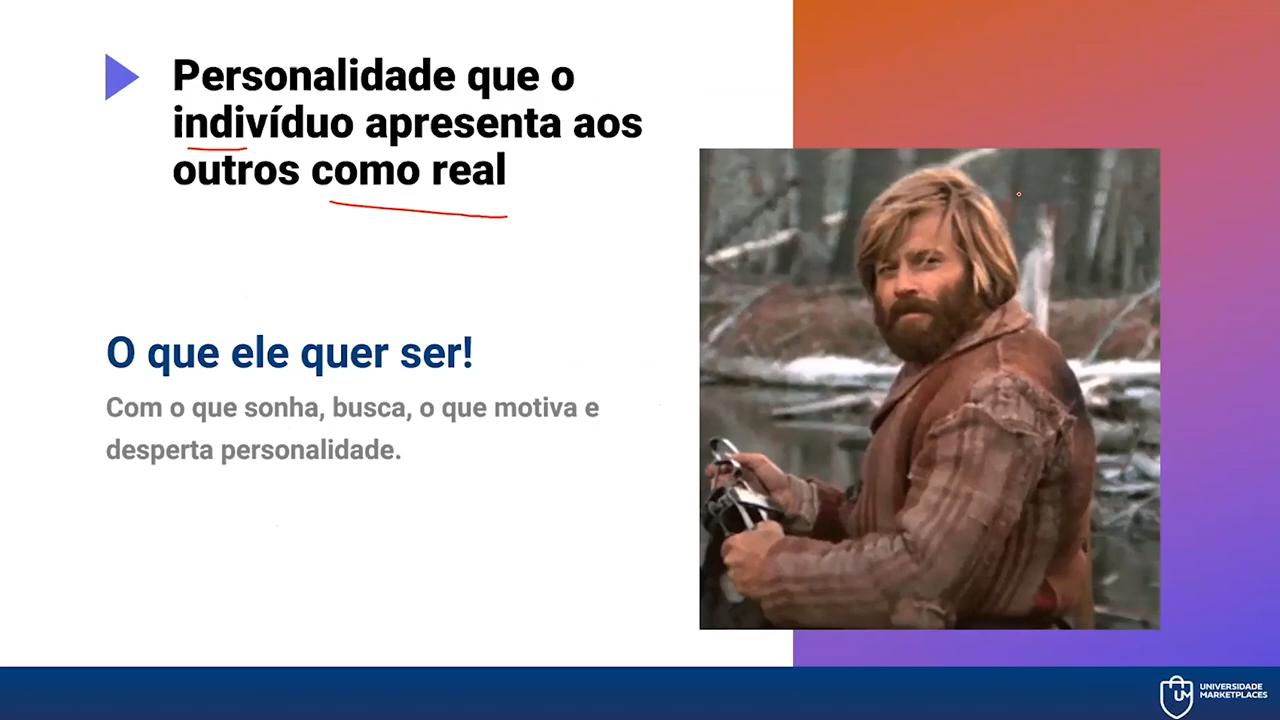 Personalidade que o
indivíduo apresenta aos
outros como real
O que ele quer ser!
Com o que sonha, busca, o que motiva e
desperta personalidade.
UM
UNIVERSIDADE
MARKETPLACES